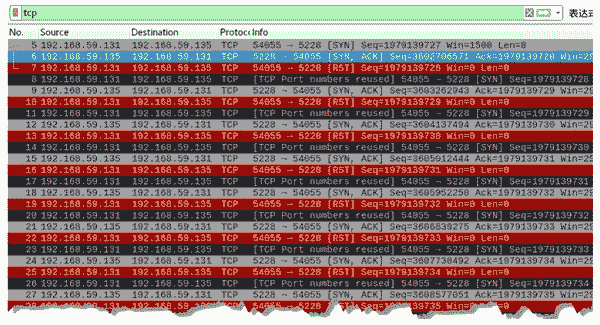 tcp 表达式
No. Source Destination Protoc Info
5 192.168.59.131 192.168.59.135 TCP 54055 → 5228 [SYN] Seq=1979139727 Win=1500 Len=0
6 192.168.59.131 192.168.59.135 TCP 5228 → 54055 [SYN, ACK]
7 192.168.59.131 192.168.59.135 TCP 54055 → 5228 [RST] Seq=1979139728 Win=0 Len=0
8 192.168.59.131 192.168.59.135 TCP [TCP Port numbers reused] 54055 → 5228 [SYN] Seq=1979139728
9 192.168.59.131 192.168.59.135 TCP 5228 → 54055 [SYN, ACK] Seq=3603262943 Ack=1979139729 Win=29
10 192.168.59.131 192.168.59.135 TCP 54055 → 5228 [RST] Seq=1979139729 Win=0 Len=0
11 192.168.59.131 192.168.59.135 TCP [TCP Port numbers reused] 54055 → 5228 [SYN] Seq=1979139729
12 192.168.59.131 192.168.59.135 TCP 5228 → 54055 [SYN, ACK] Seq=3604137494 Ack=1979139730 Win=29
13 192.168.59.131 192.168.59.135 TCP 54055 → 5228 [RST] Seq=1979139730 Win=0 Len=0
14 192.168.59.131 192.168.59.135 TCP [TCP Port numbers reused] 54055 → 5228 [SYN] Seq=1979139730
15 192.168.59.131 192.168.59.135 TCP 5228 → 54055 [SYN, ACK] Seq=3605012444 Ack=1979139731 Win=29
16 192.168.59.131 192.168.59.135 TCP 54055 → 5228 [RST] Seq=1979139731 Win=0 Len=0
17 192.168.59.131 192.168.59.135 TCP [TCP Port numbers reused] 54055 → 5228 [SYN] Seq=1979139731
18 192.168.59.131 192.168.59.135 TCP 5228 → 54055 [SYN, ACK] Seq=3605952258 Ack=1979139732 Win=29
19 192.168.59.131 192.168.59.135 TCP 54055 → 5228 [RST] Seq=1979139732 Win=0 Len=0
20 192.168.59.131 192.168.59.135 TCP [TCP Port numbers reused] 54055 → 5228 [SYN] Seq=1979139732
21 192.168.59.131 192.168.59.135 TCP 5228 → 54055 [SYN, ACK] Seq=3606839275 Ack=1979139733 Win=29
22 192.168.59.131 192.168.59.135 TCP 54055 → 5228 [RST] Seq=1979139733 Win=0 Len=0
23 192.168.59.131 192.168.59.135 TCP [TCP Port numbers reused] 54055 → 5228 [SYN] Seq=1979139733
24 192.168.59.131 192.168.59.135 TCP 5228 → 54055 [SYN, ACK] Seq=3607730492 Ack=1979139734 Win=29
25 192.168.59.131 192.168.59.135 TCP 54055 → 5228 [RST] Seq=1979139734 Win=0 Len=0
26 192.168.59.131 192.168.59.135 TCP [TCP Port numbers reused] 54055 → 5228 [SYN] Seq=1979139734
27 192.168.59.131 192.168.59.135 TCP 5228 → 54055 [SYN, ACK] Seq=3608577051 Ack=1979139735 Win=29